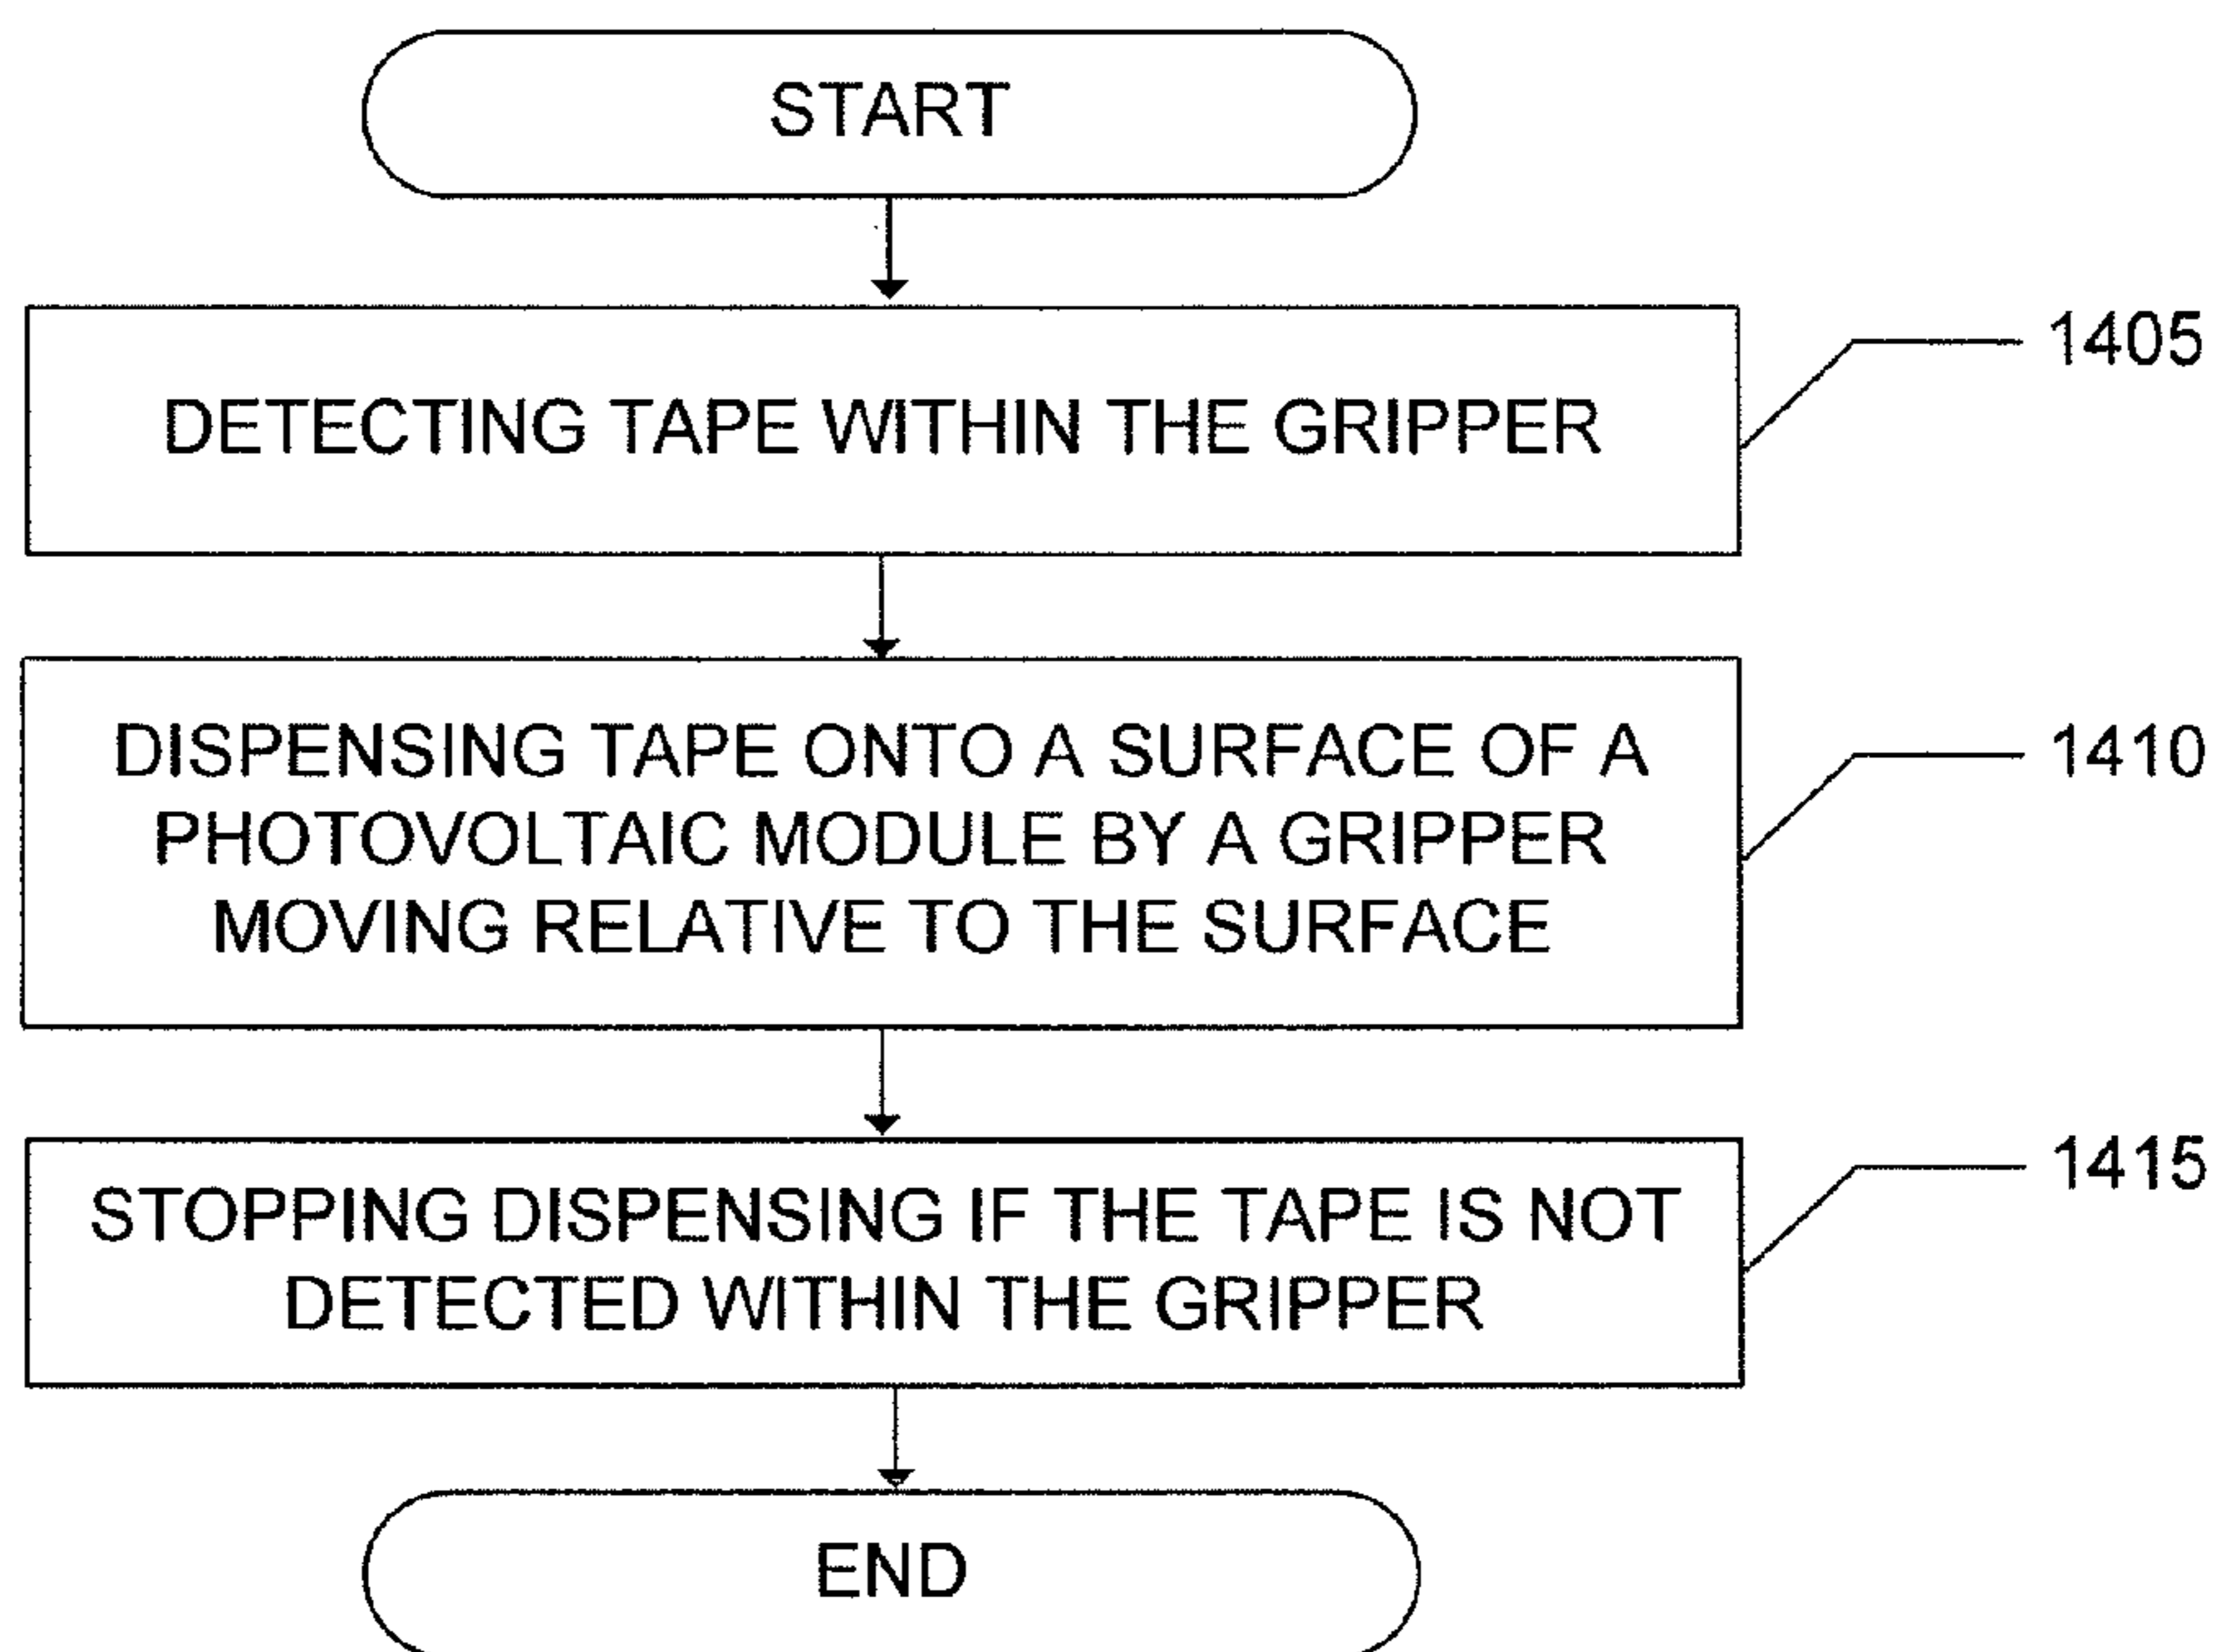 START
DETECTING TAPE WITHIN THE GRIPPER
1405
DISPENSING TAPE ONTO A SURFACE OF A
PHOTOVOLTAIC MODULE BY A GRIPPER
MOVING RELATIVE TO THE SURFACE
1410
STOPPING DISPENSING IF THE TAPE IS NOT
DETECTED WITHIN THE GRIPPER
1415
END